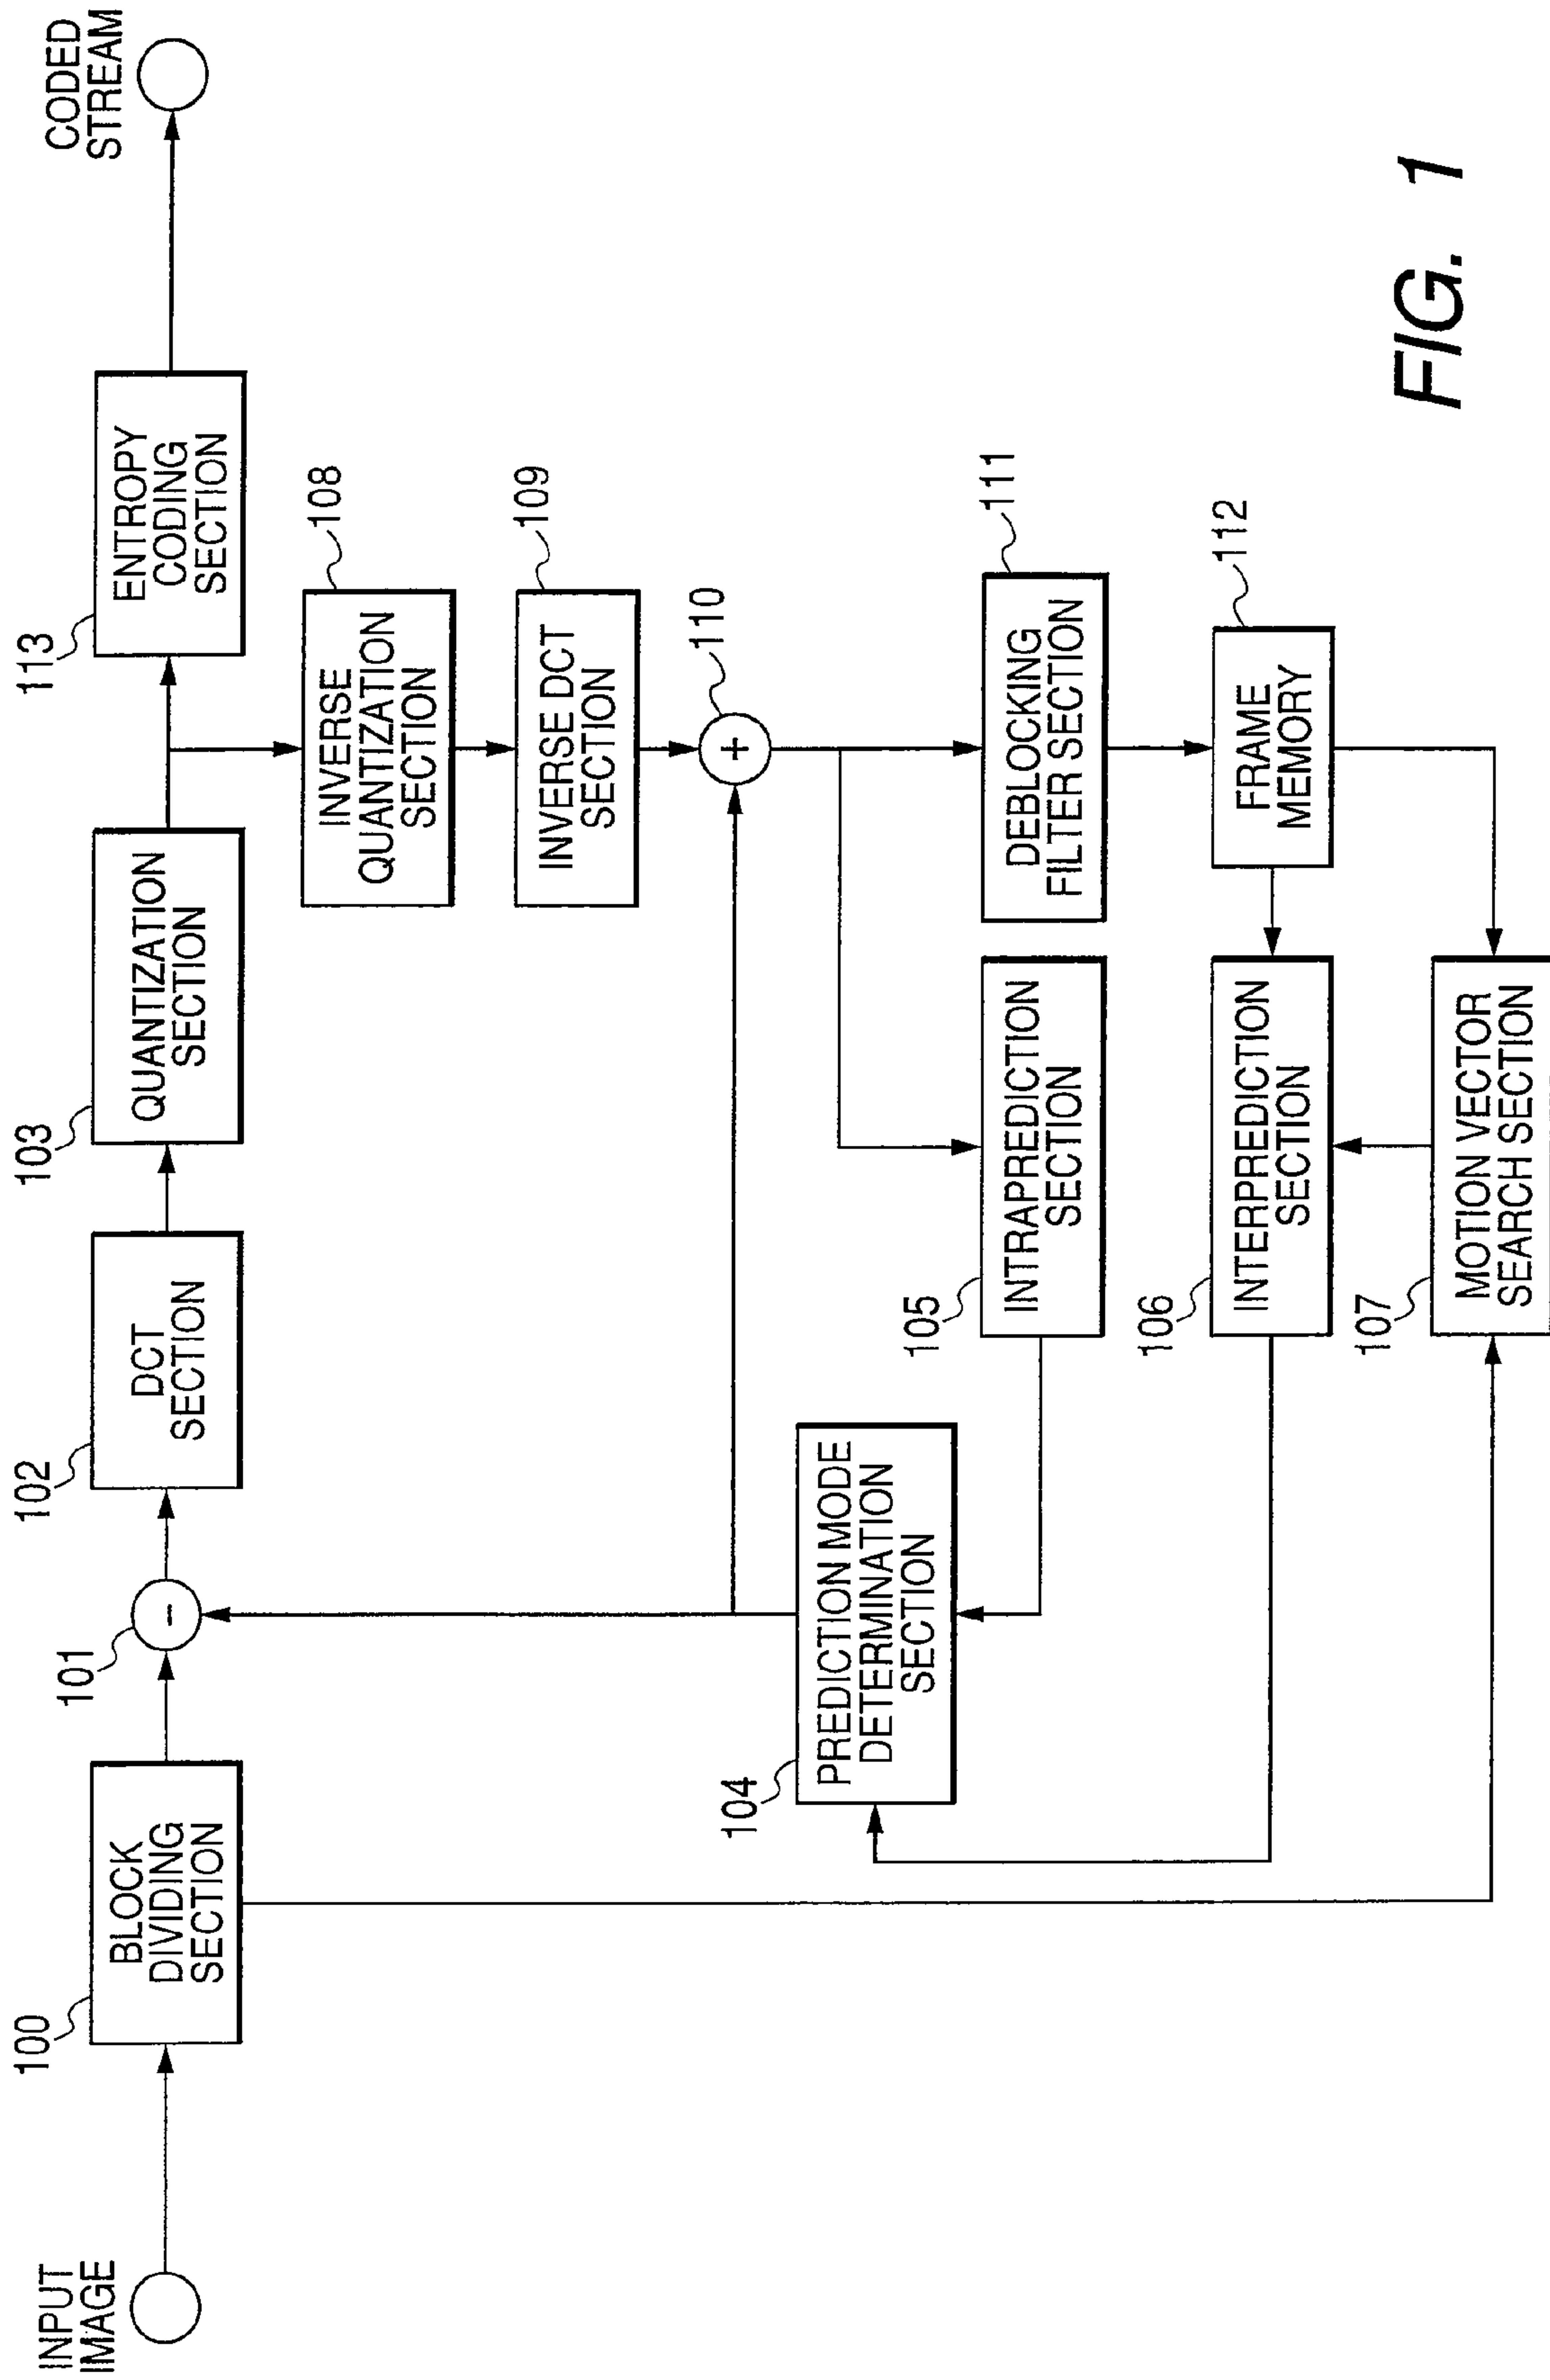 INPUT
IMAGE
100
BLOCK
DIVIDING
SECTION
101
-
102
DCT
SECTION
103
QUANTIZATION
SECTION
113
ENTROPY
CODING
SECTION
CODED
STREAM
108
INVERSE
QUANTIZATION
SECTION
109
INVERSE DCT
SECTION
110
+
104
PREDICTION MODE
DETERMINATION
SECTION
105
INTRAPREDICTION
SECTION
111
DEBLOCKING
FILTER SECTION
106
INTERPREDICTION
SECTION
112
FRAME
MEMORY
107
MOTION VECTOR
SEARCH SECTION
FIG. 1